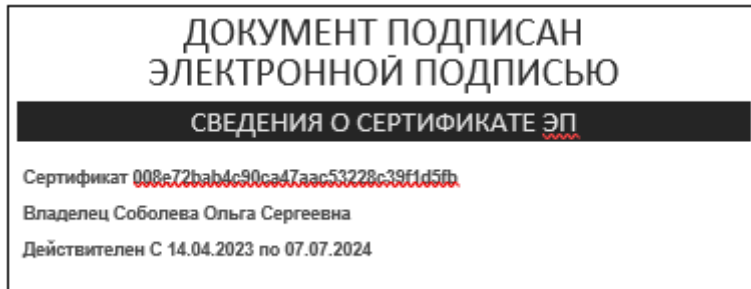 ДОКУМЕНТ ПОДПИСАН
ЭЛЕКТРОННОЙ ПОДПИСЬЮ
СВЕДЕНИЯ О СЕРТИФИКАТЕ ЭП
Сертификат 008e72bab4c90ca47aac53228c39f1d5fb
Владелец Соболева Ольга Сергеевна
Действителен С 14.04.2023 по 07.07.2024